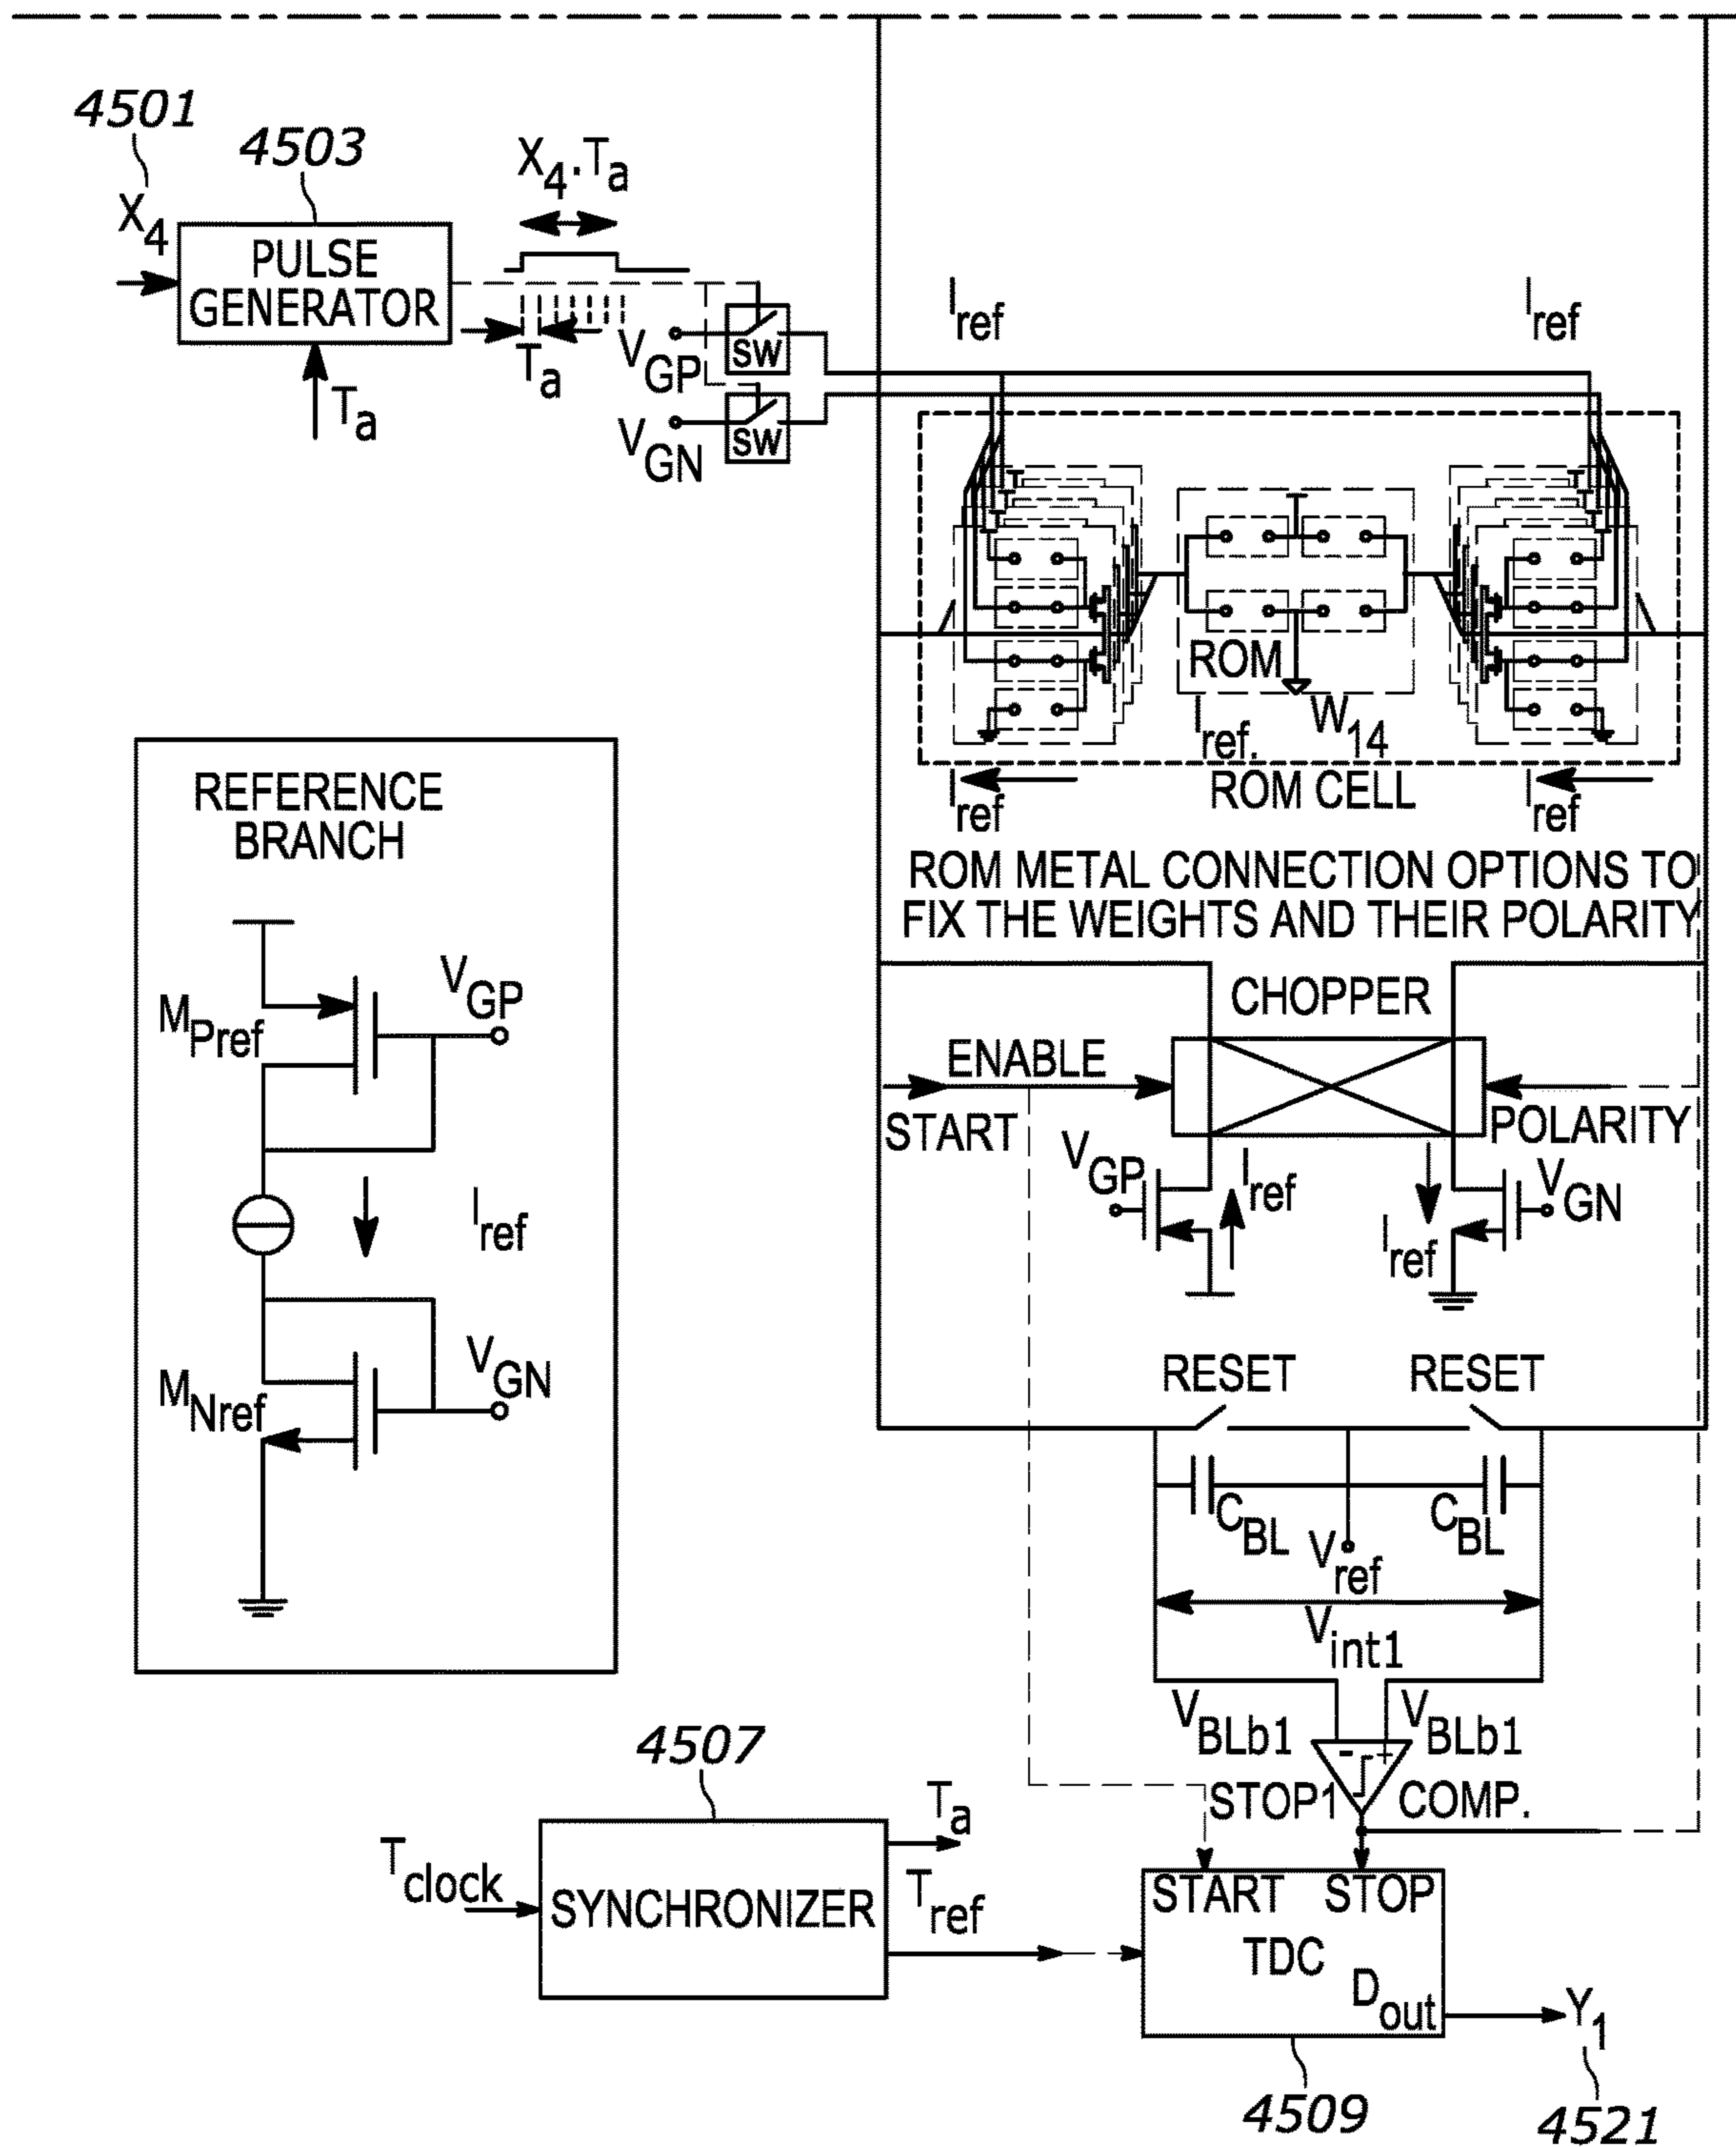 4501
4503
X4
PULSE
GENERATOR
X4.Ta
Ta
Ta
VGP
SW
VGN
SW
Iref
Iref
ROM
Iref.
W14
Iref
ROM CELL
Iref
ROM METAL CONNECTION OPTIONS TO
FIX THE WEIGHTS AND THEIR POLARITY
REFERENCE
BRANCH
MPref
VGP
Iref
MNref
VGN
CHOPPER
ENABLE
START
POLARITY
VGP
Iref
Iref
VGN
RESET
RESET
CBL
CBL
Vref
Vint1
VBLb1
VBLb1
- +
STOP1
COMP.
4507
Tclock
SYNCHRONIZER
Ta
Tref
START
STOP
TDC
Dout
Y1
4509
4521